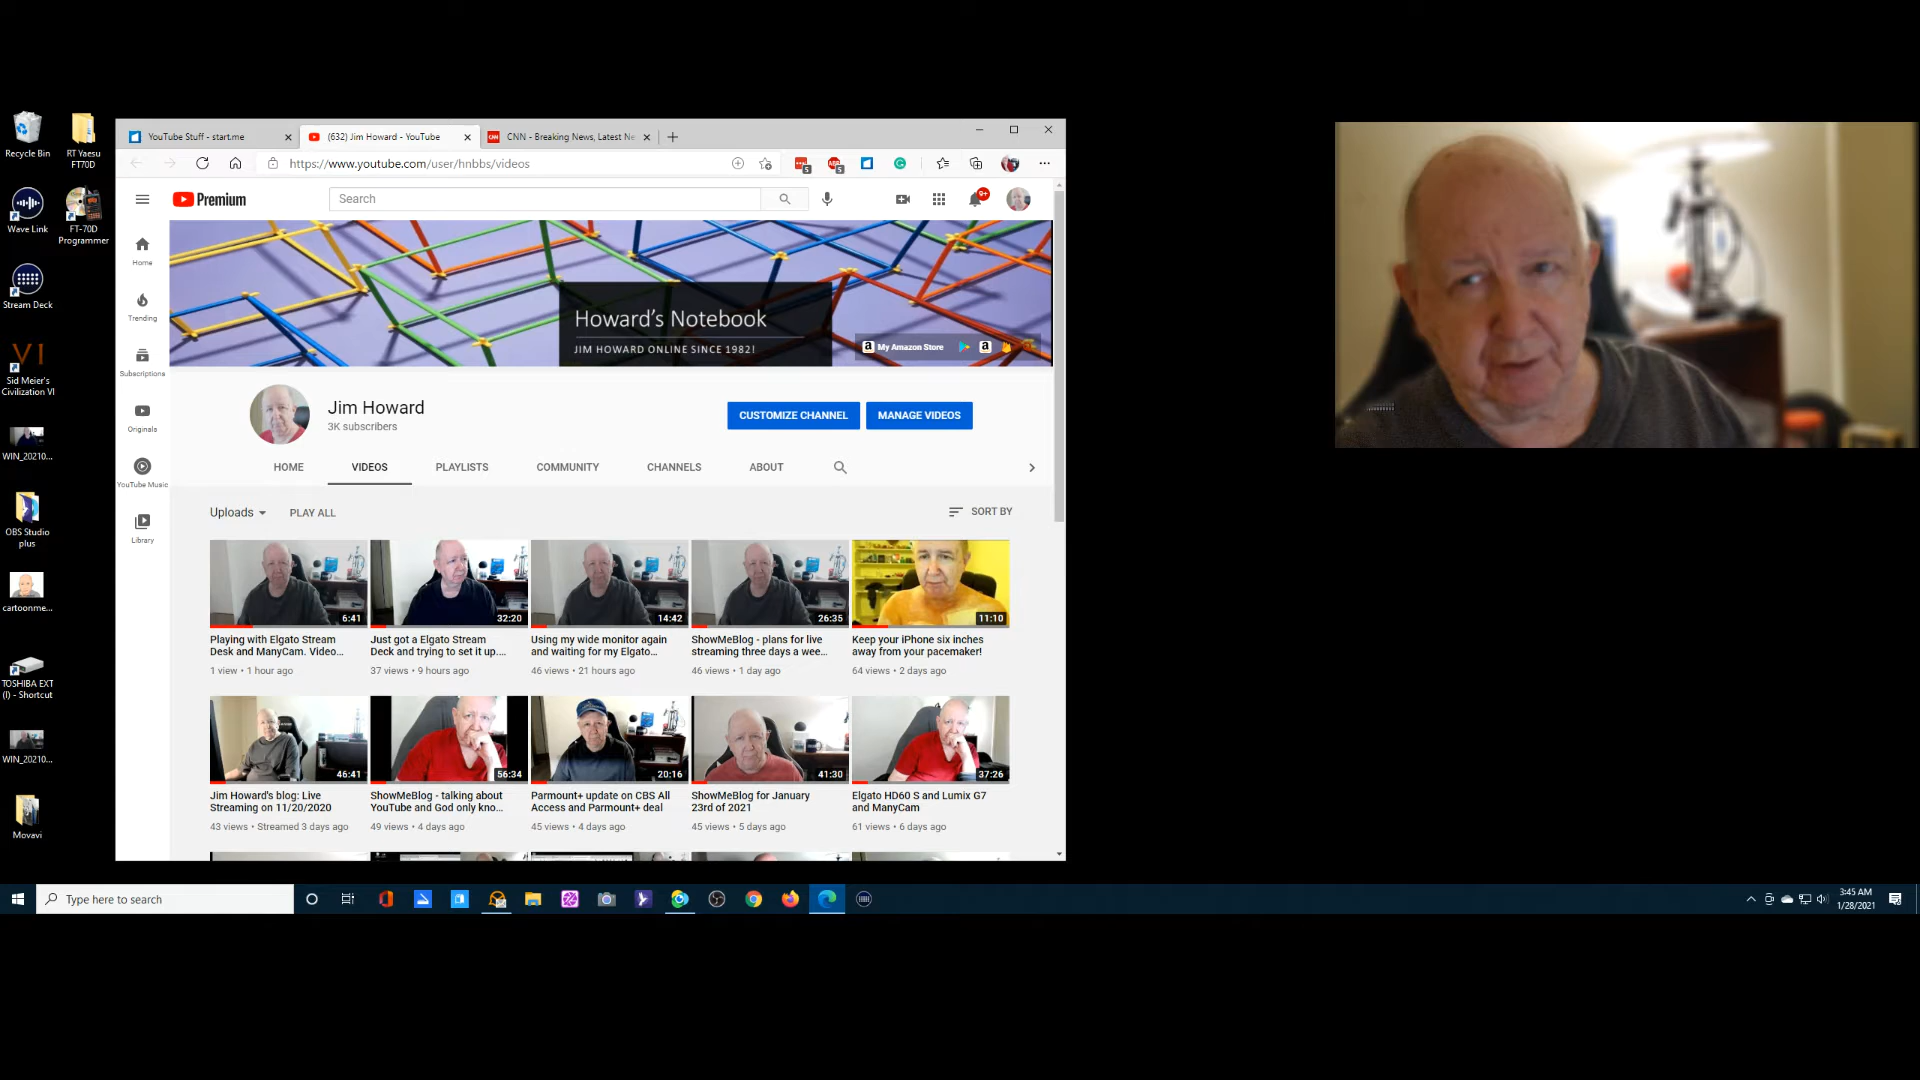 Recycle Bin
RT Yaesu
FT70D
Wave Link
FT-70D
Programmer
Stream Deck
VI
Sid Meier's
Civilization VI
WIN_20210...
OBS Studio
plus
cartoonme...
TOSHIBA EXT
(I) - Shortcut
WIN_20210...
Movavi
YouTube Stuff - start.me
(632) Jim Howard - YouTube
CNN - Breaking News, Latest Ne
https://www.youtube.com/user/hnbbs/videos
Premium
Search
9+
Home
Trending
Subscriptions
Originals
YouTube Music
Library
Howard's Notebook
JIM HOWARD ONLINE SINCE 1982!
My Amazon Store
Jim Howard
3K subscribers
CUSTOMIZE CHANNEL
MANAGE VIDEOS
HOME
VIDEOS
PLAYLISTS
COMMUNITY
CHANNELS
ABOUT
Uploads
PLAY ALL
SORT BY
6:41
32:20
14:42
26:35
11:10
Playing with Elgato Stream
Desk and ManyCam. Video...
1 view • 1 hour ago
Just got a Elgato Stream
Deck and trying to set it up....
37 views • 9 hours ago
Using my wide monitor again
and waiting for my Elgato...
46 views • 21 hours ago
ShowMeBlog - plans for live
streaming three days a wee...
46 views • 1 day ago
Keep your iPhone six inches
away from your pacemaker!
64 views • 2 days ago
46:41
56:34
20:16
41:30
37:26
Jim Howard's blog: Live
Streaming on 11/20/2020
43 views • Streamed 3 days ago
ShowMeBlog - talking about
YouTube and God only kno...
49 views • 4 days ago
Parmount+ update on CBS All
Access and Parmount+ deal
45 views • 4 days ago
ShowMeBlog for January
23rd of 2021
45 views • 5 days ago
Elgato HD60 S and Lumix G7
and ManyCam
61 views • 6 days ago
Type here to search
3:45 AM
1/28/2021